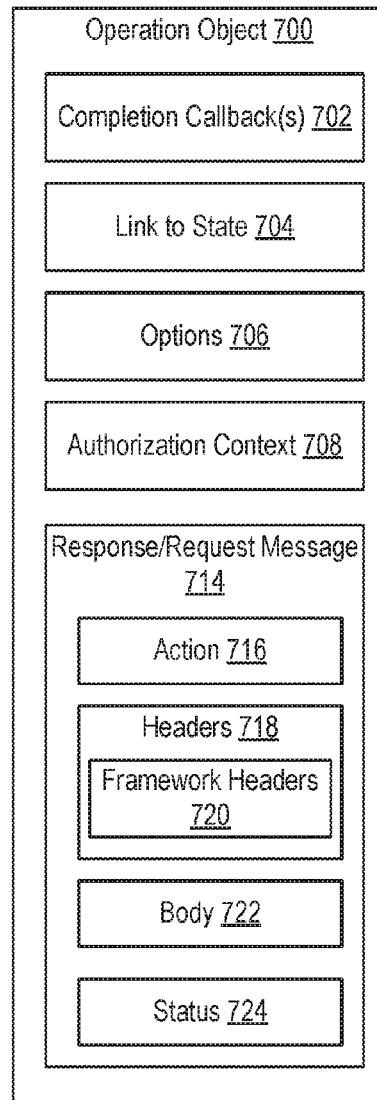 Operation Object 700
Completion Callback(s) 702
Link to State 704
Options 706
Authorization Context 708
Response/Request Message
714
Action 716
Headers 718
Framework Headers
720
Body 722
Status 724